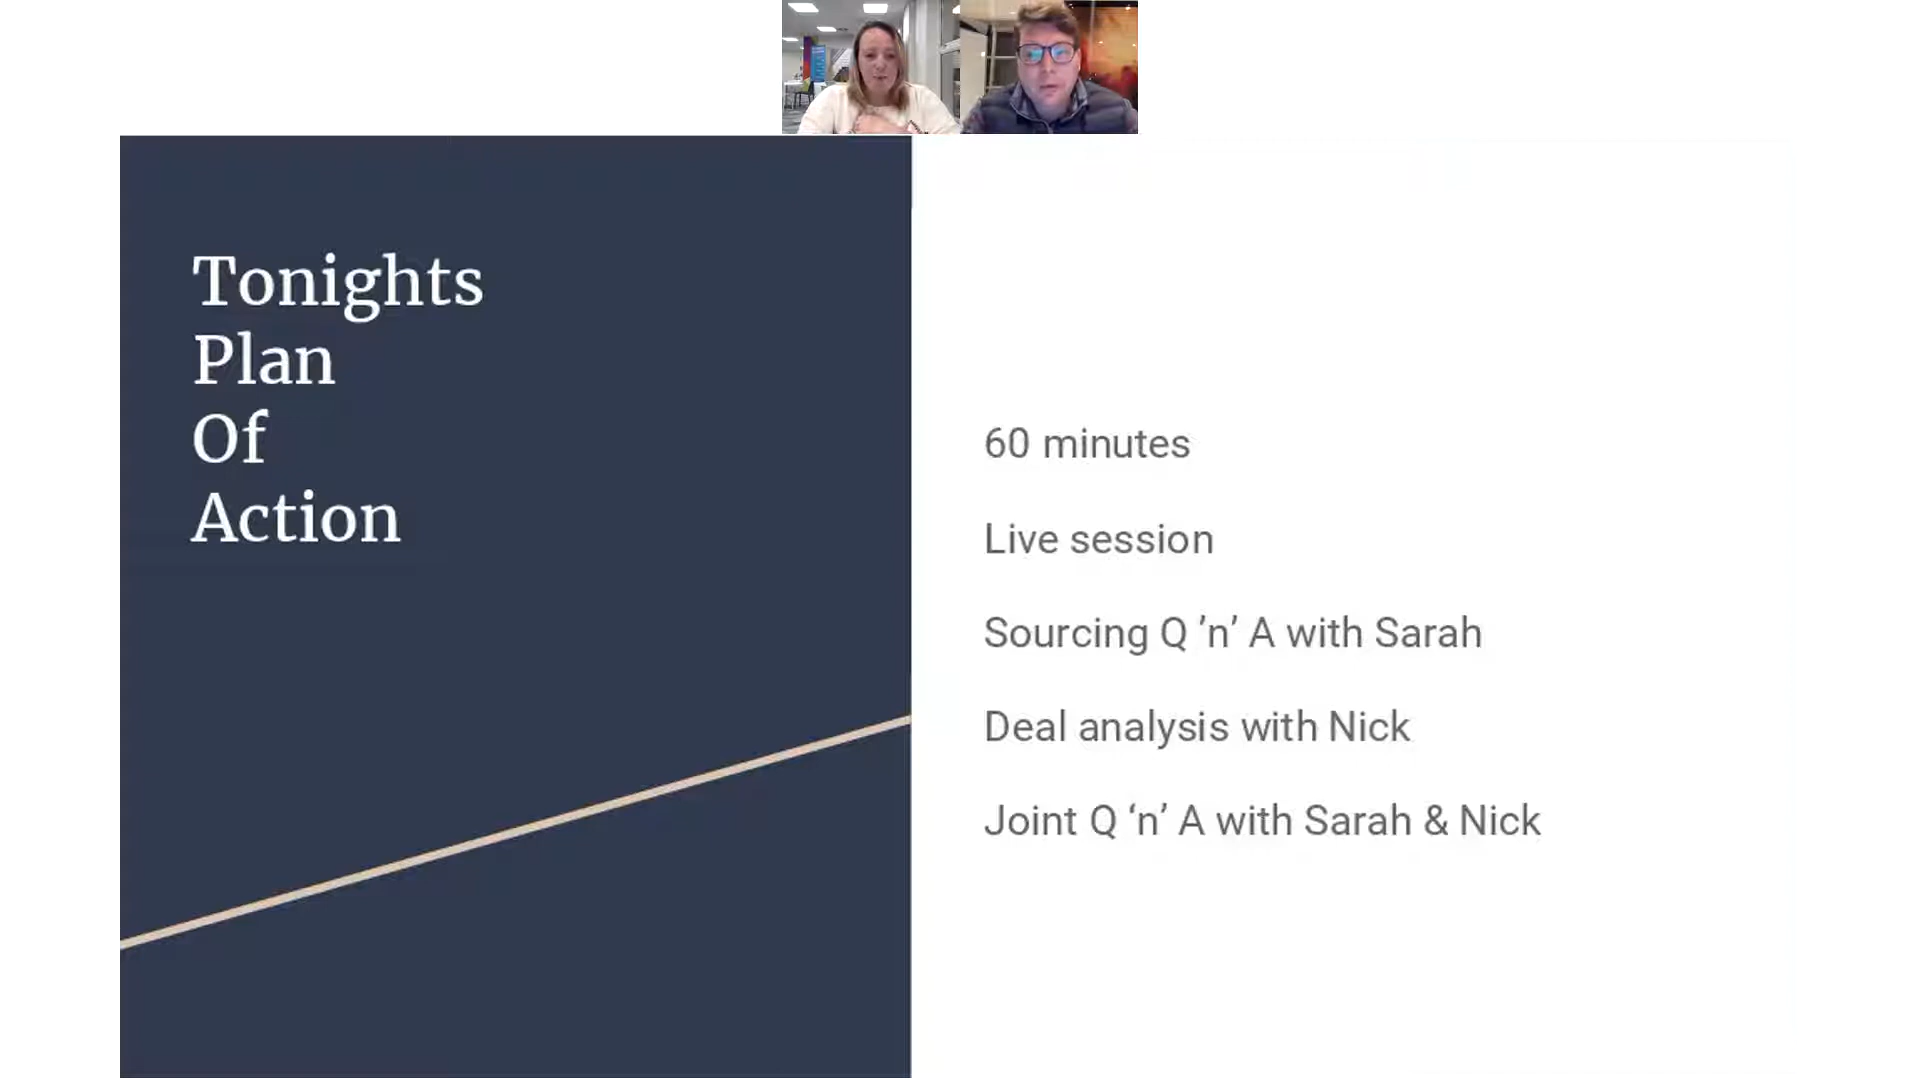 Tonights
Plan
Of
Action
60 minutes
Live session
Sourcing Q ’n’ A with Sarah
Deal analysis with Nick
Joint Q ‘n’ A with Sarah & Nick